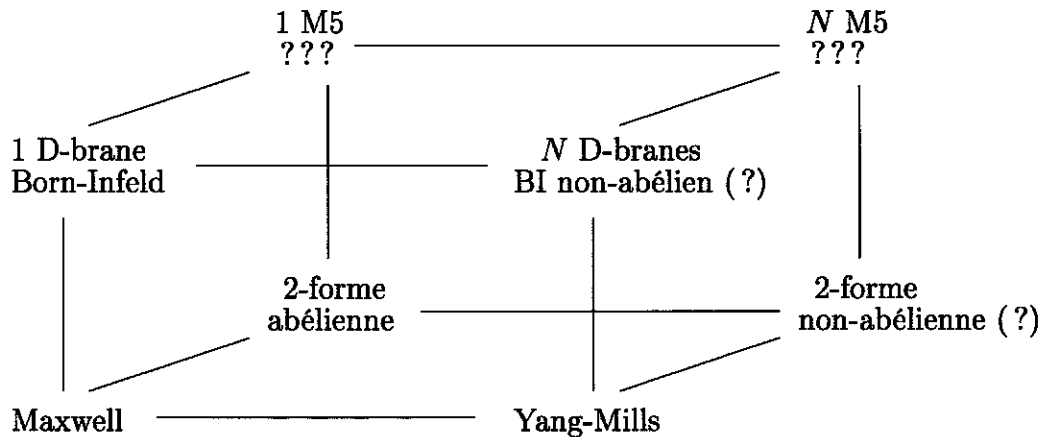 1 M5
???
N M5
???
1 D-brane
Born-Infeld
N D-branes
BI non-abélien (?)
2-forme
abélienne
2-forme
non-abélienne (?)
Maxwell
Yang-Mills